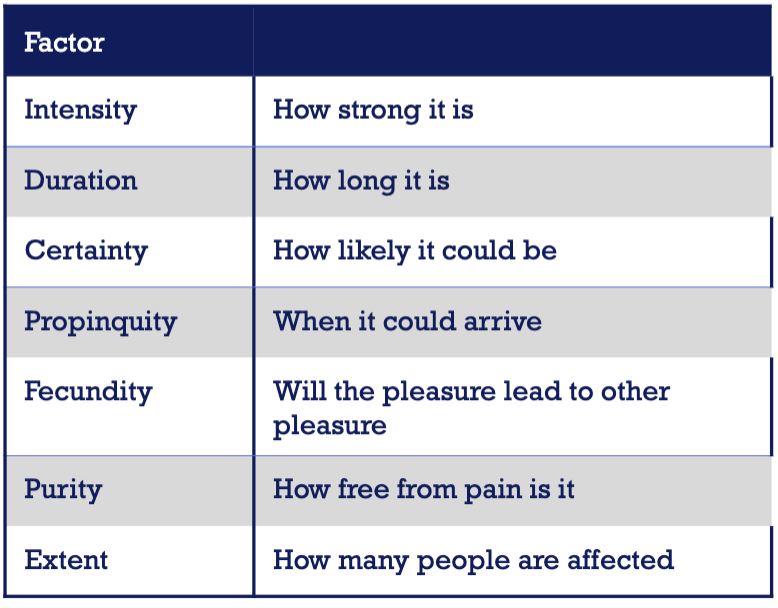 Factor
Intensity How strong it is
Duration How long it is
Certainty How likely it could be
Propinquity When it could arrive
Fecundity Will the pleasure lead to other
pleasure
Purity How free from pain is it
Extent How many people are affected